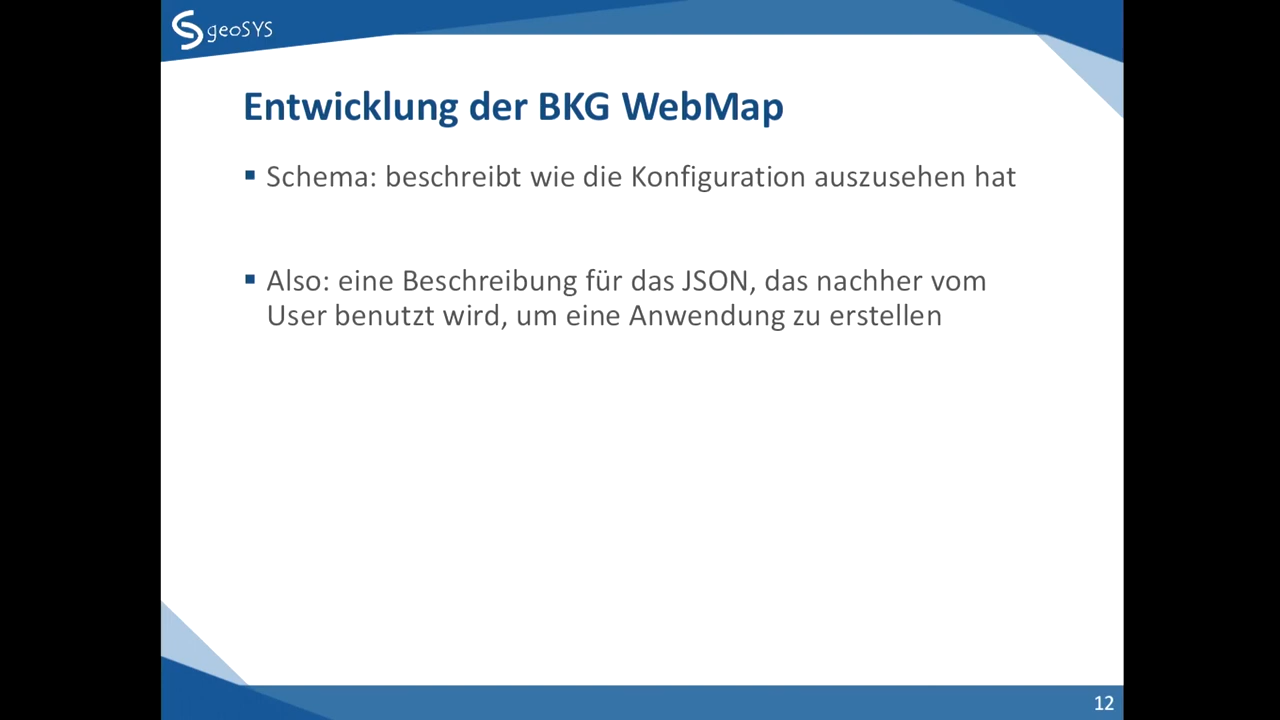 geoSYS
Entwicklung der BKG WebMap
▪ Schema: beschreibt wie die Konfiguration auszusehen hat
▪ Also: eine Beschreibung für das JSON, das nachher vom
User benutzt wird, um eine Anwendung zu erstellen
12